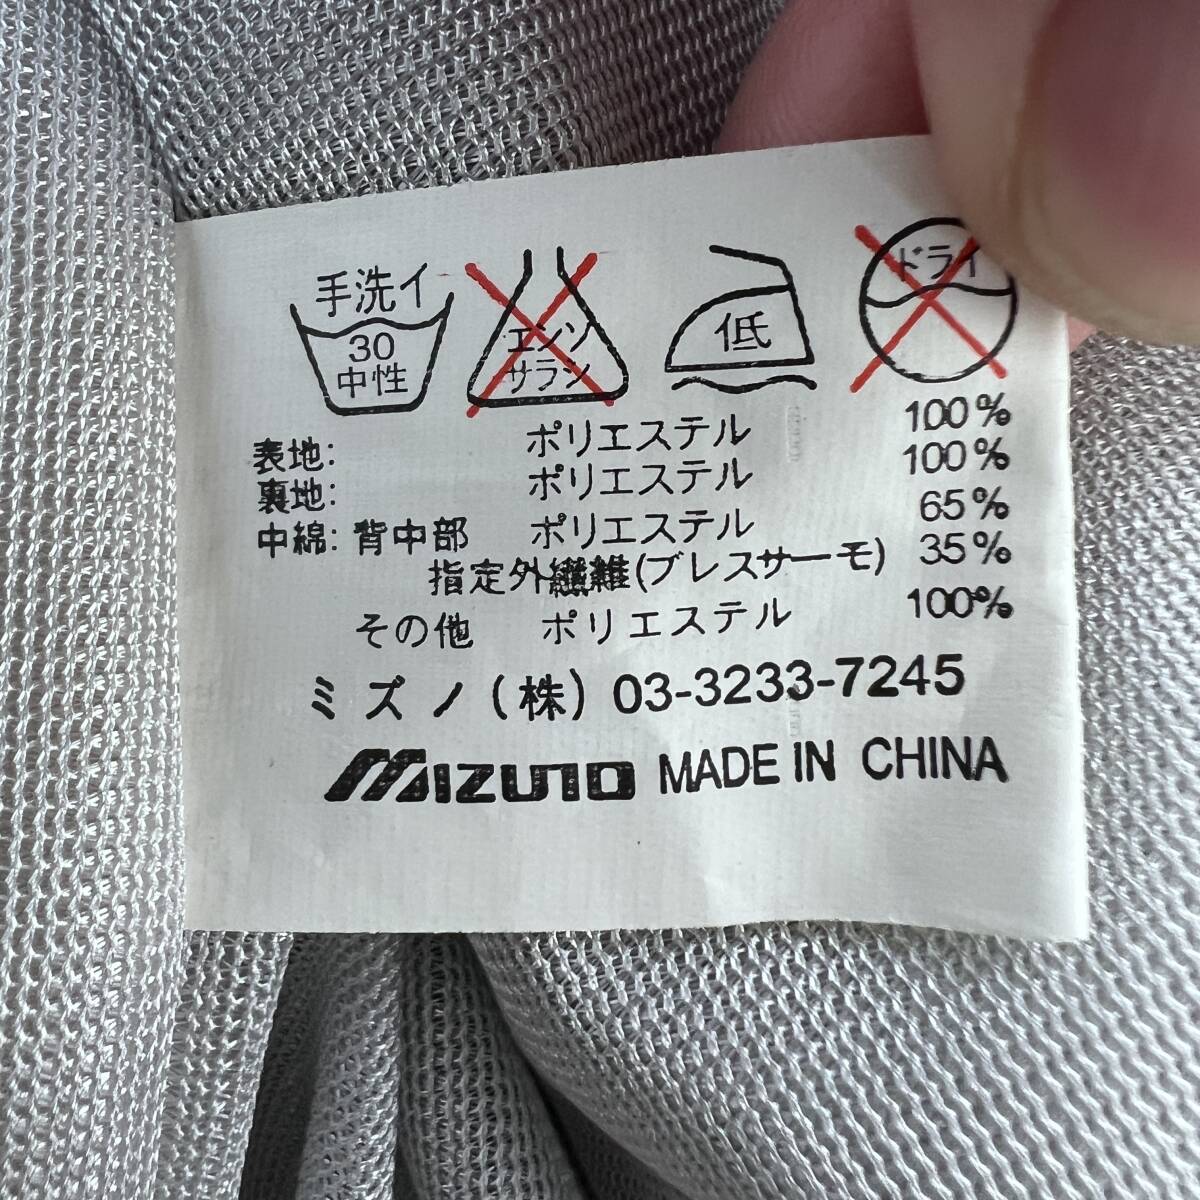 手洗イ
30
中性
エンソ
サラシ
低
ドライ
表地: ポリエステル 100%
裏地: ポリエステル 100%
中綿: 背中部 ポリエステル 65%
指定外繊維(ブレスサーモ) 35%
その他 ポリエステル 100%
ミズノ(株) 03-3233-7245
MIZUNO MADE IN CHINA